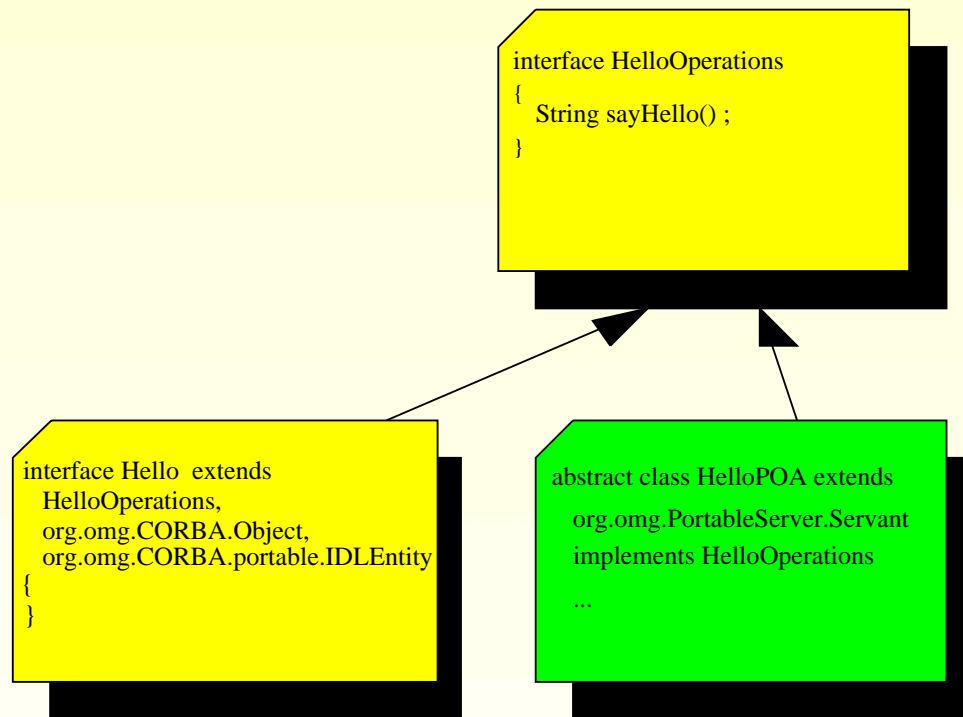 interface HelloOperations
{
String sayHello() ;
}
interface Hello extends
HelloOperations,
org.omg.CORBA.Object,
org.omg.CORBA.portable.IDLEntity
{
}
abstract class HelloPOA extends
org.omg.PortableServer.Servant
implements HelloOperations
...